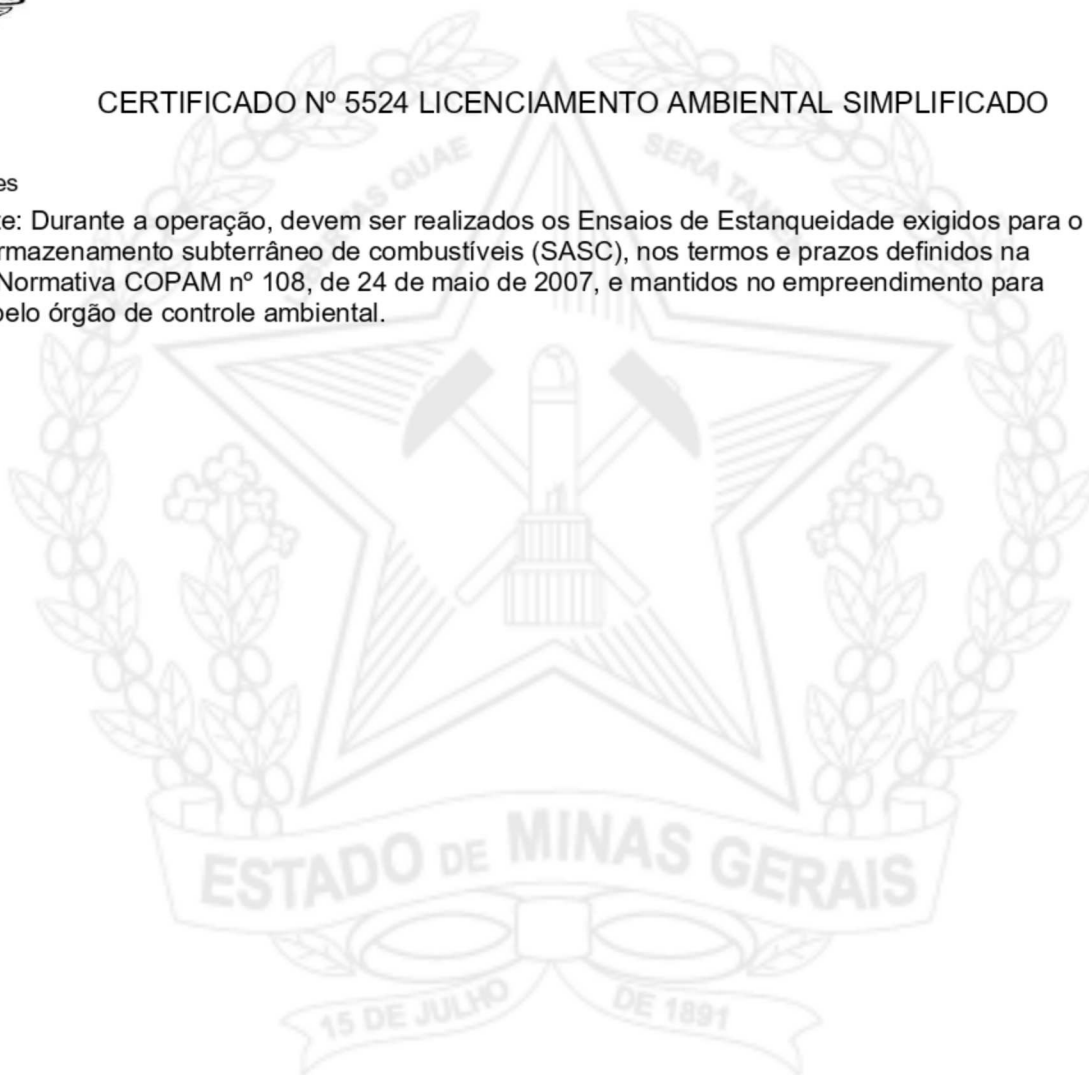 CERTIFICADO Nº 5524 LICENCIAMENTO AMBIENTAL SIMPLIFICADO
es
te: Durante a operação, devem ser realizados os Ensaios de Estanqueidade exigidos para o
rmazenamento subterrâneo de combustíveis (SASC), nos termos e prazos definidos na
Normativa COPAM nº 108, de 24 de maio de 2007, e mantidos no empreendimento para
pelo órgão de controle ambiental.
QUAE SERA
ESTADO DE MINAS GERAIS
15 DE JULHO DE 1891